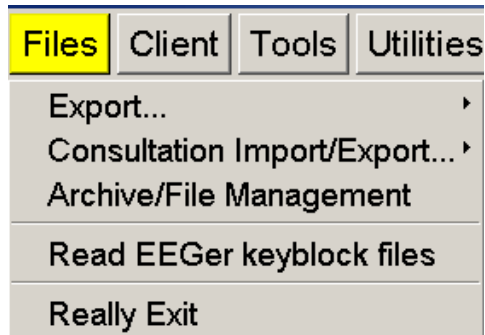 Files Client Tools Utilities
Export...
Consultation Import/Export...
Archive/File Management
Read EEGer keyblock files
Really Exit